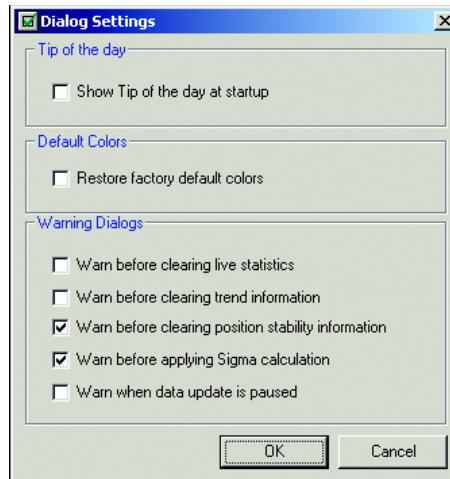 Dialog Settings
Tip of the day
Show Tip of the day at startup
Default Colors
Restore factory default colors
Warning Dialogs
Warn before clearing live statistics
Warn before clearing trend information
Warn before clearing position stability information
Warn before applying Sigma calculation
Warn when data update is paused
OK Cancel